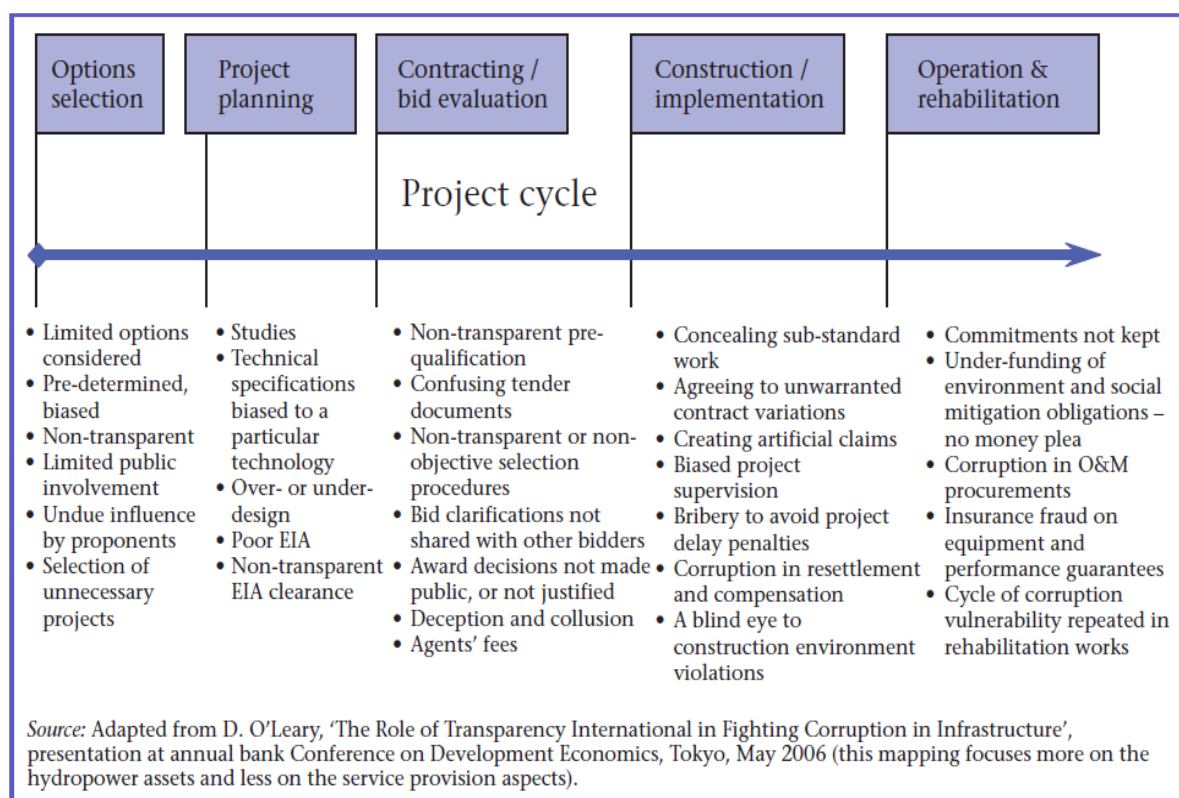 Options
selection
Project
planning
Contracting /
bid evaluation
Construction /
implementation
Operation &
rehabilitation
Project cycle
• Limited options
considered
• Pre-determined,
biased
• Non-transparent
• Limited public
involvement
• Undue influence
by proponents
• Selection of
unnecessary
projects
• Studies
• Technical
specifications
biased to a
particular
technology
• Over- or under-
design
• Poor EIA
• Non-transparent
EIA clearance
• Non-transparent pre-
qualification
• Confusing tender
documents
• Non-transparent or non-
objective selection
procedures
• Bid clarifications not
shared with other bidders
• Award decisions not made
public, or not justified
• Deception and collusion
• Agents’ fees
• Concealing sub-standard
work
• Agreeing to unwarranted
contract variations
• Creating artificial claims
• Biased project
supervision
• Bribery to avoid project
delay penalties
• Corruption in resettlement
and compensation
• A blind eye to
construction environment
violations
• Commitments not kept
• Under-funding of
environment and social
mitigation obligations –
no money plea
• Corruption in O&M
procurements
• Insurance fraud on
equipment and
performance guarantees
• Cycle of corruption
vulnerability repeated in
rehabilitation works
Source: Adapted from D. O’Leary, ‘The Role of Transparency International in Fighting Corruption in Infrastructure’,
presentation at annual bank Conference on Development Economics, Tokyo, May 2006 (this mapping focuses more on the
hydropower assets and less on the service provision aspects).